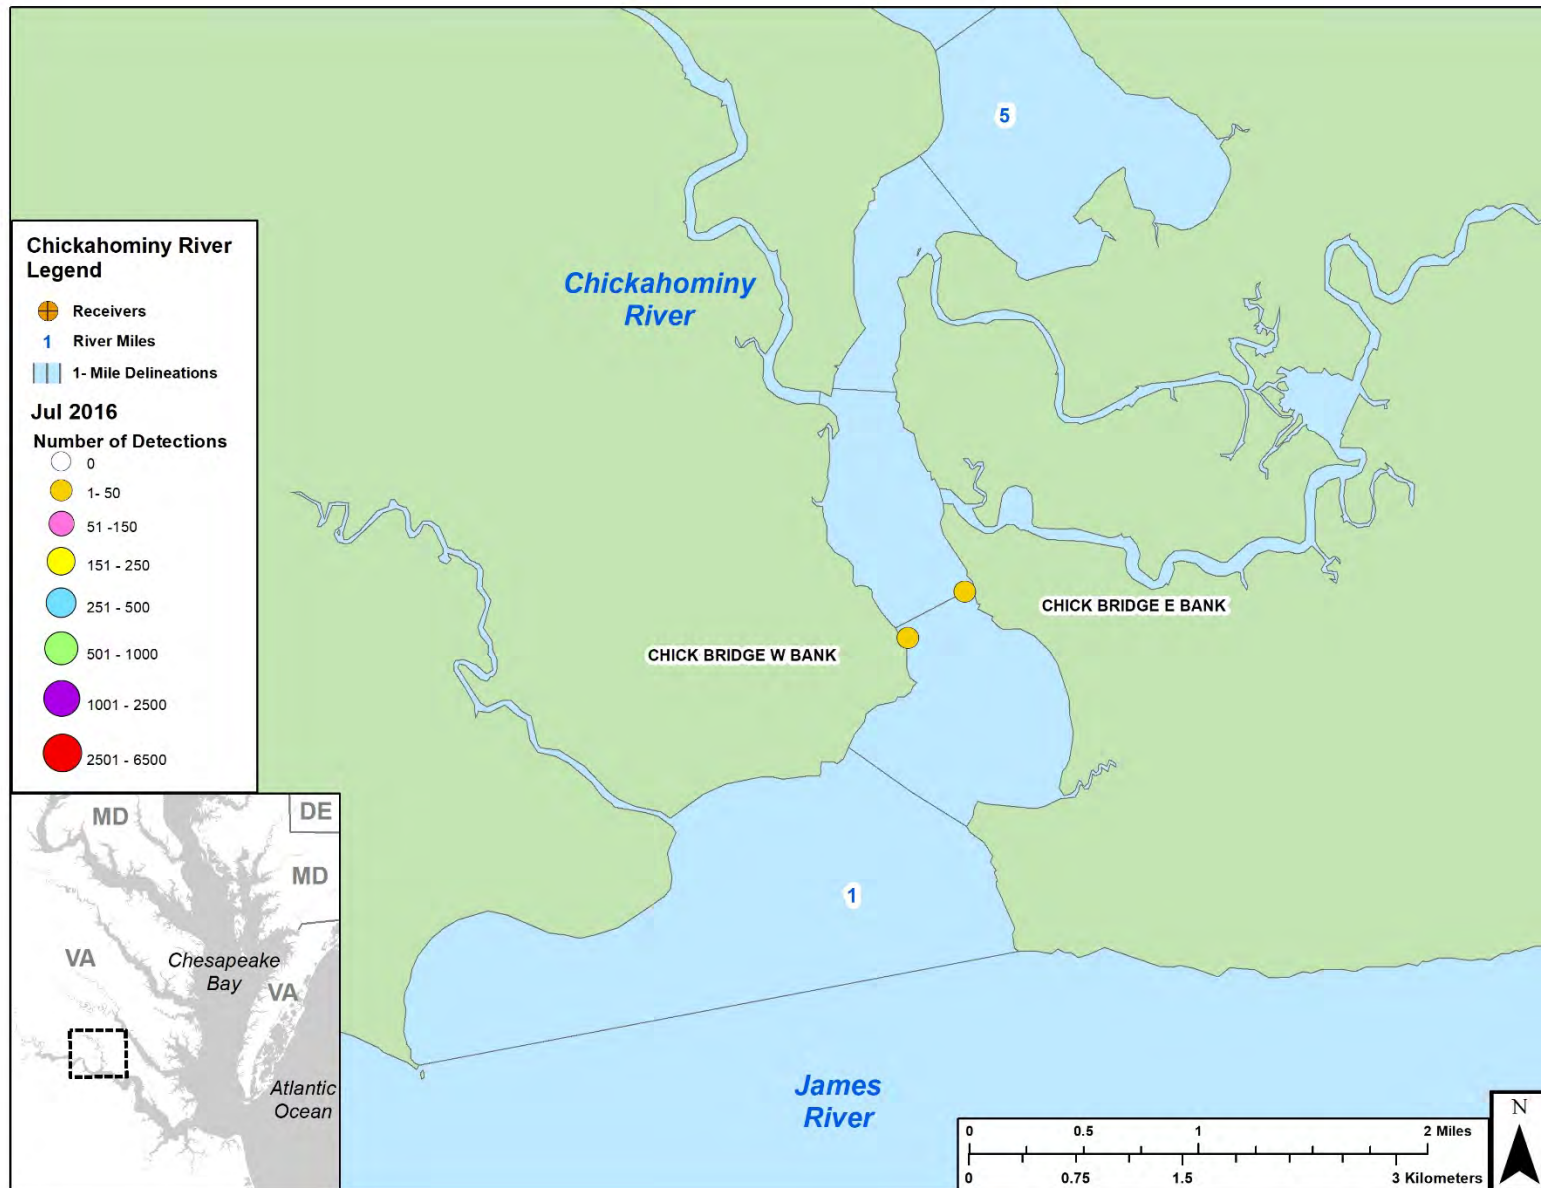 5
Chickahominy
River
Chickahominy River
Legend
Receivers
1 River Miles
1- Mile Delineations
Jul 2016
Number of Detections
0
1- 50
51 -150
151 - 250
251 - 500
501 - 1000
1001 - 2500
2501 - 6500
CHICK BRIDGE E BANK
CHICK BRIDGE W BANK
1
MD
DE
MD
VA
Chesapeake
Bay
VA
Atlantic
Ocean
James
River
0 0.5 1 2 Miles
0 0.75 1.5 3 Kilometers
N